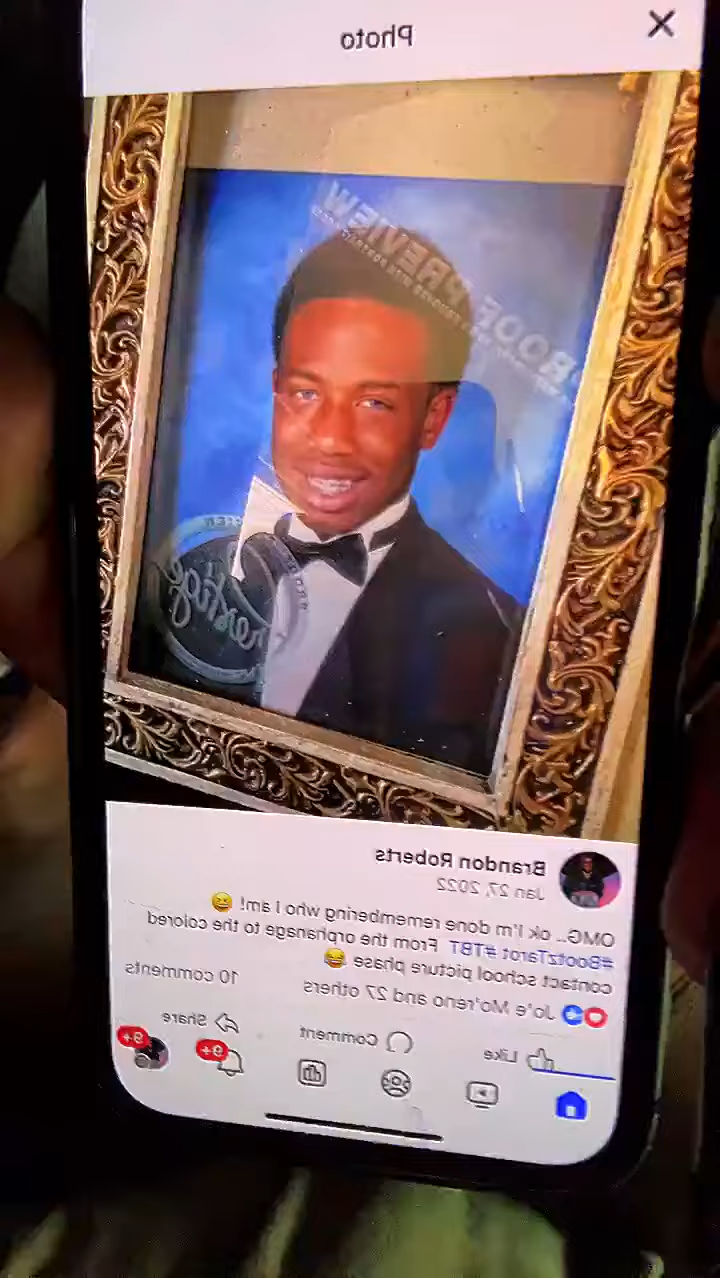 Photo
PROOF PREVIEW
Prestige
Brandon Roberts
Jan 27, 2022
OMG.. ok I'm done remembering who I am! 😆
#BootzTarot #TBT From the orphanage to the colored
contact school picture phase 😂
Jo'e Mo'reno and 27 others
10 comments
Like
Comment
Share
9+
9+